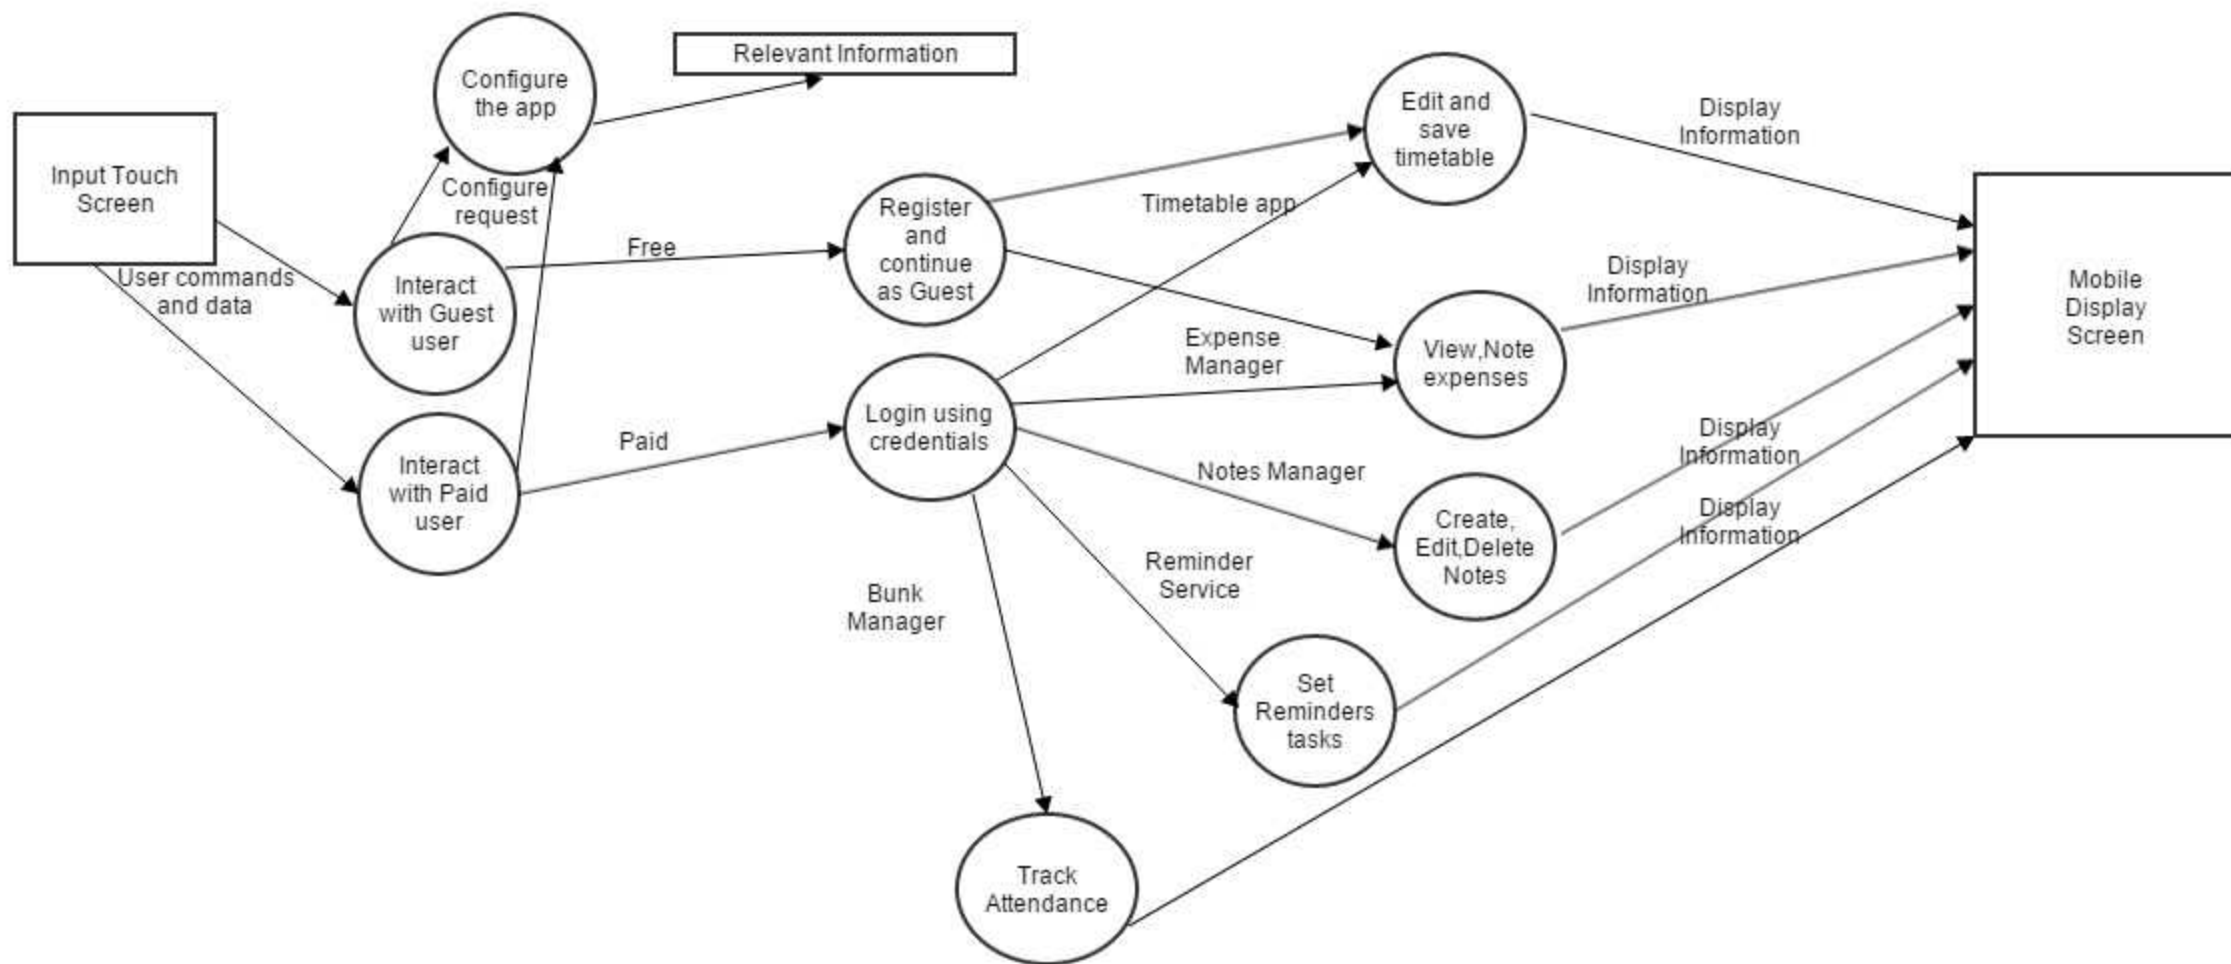 Configure
the app
Relevant Information
Input Touch
Screen
Configure
request
User commands
and data
Interact
with Guest
user
Free
Register
and
continue
as Guest
Interact
with Paid
user
Paid
Login using
credentials
Timetable app
Edit and
save
timetable
Display
Information
Expense
Manager
View,Note
expenses
Display
Information
Mobile
Display
Screen
Notes Manager
Create,
Edit,Delete
Notes
Display
Information
Display
Information
Reminder
Service
Set
Reminders
tasks
Bunk
Manager
Track
Attendance